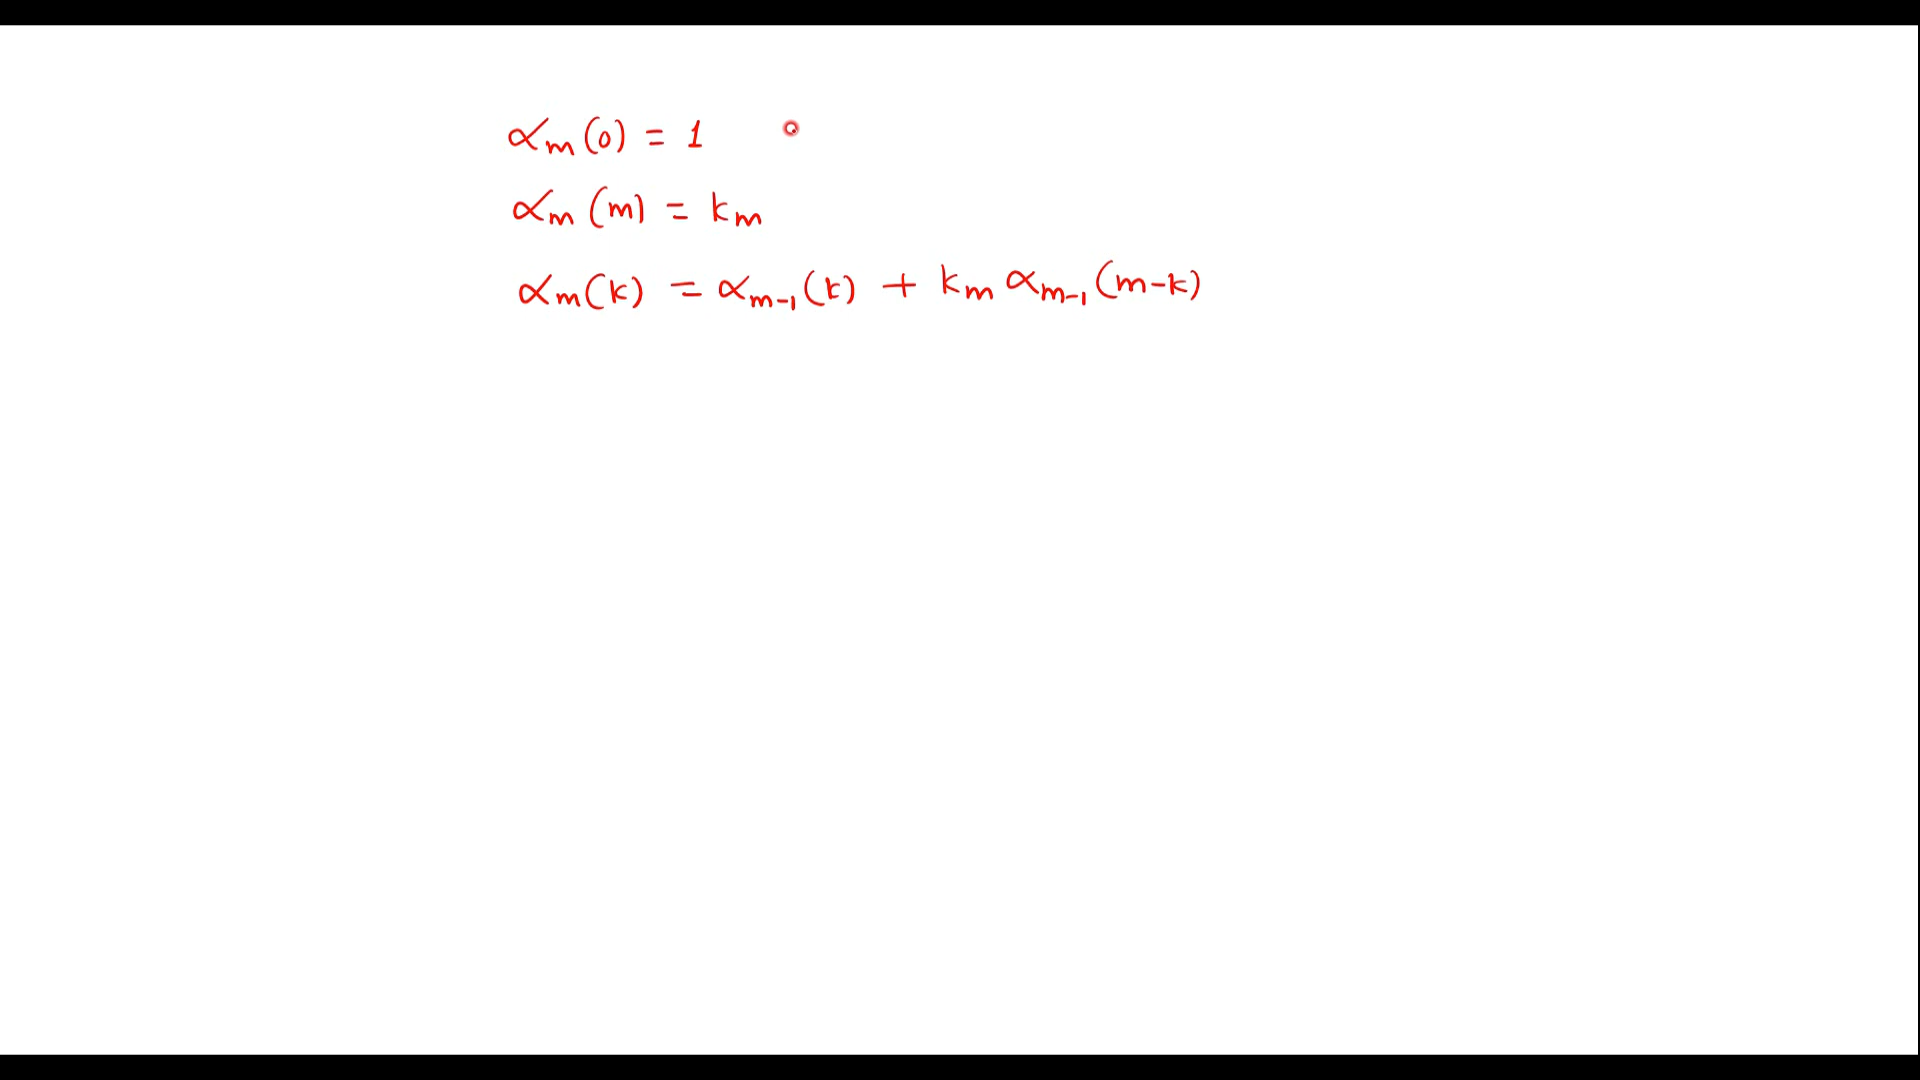 αₘ(0) = 1
αₘ(m) = kₘ
αₘ(k) = αₘ₋₁(k) + kₘ αₘ₋₁(m-k)